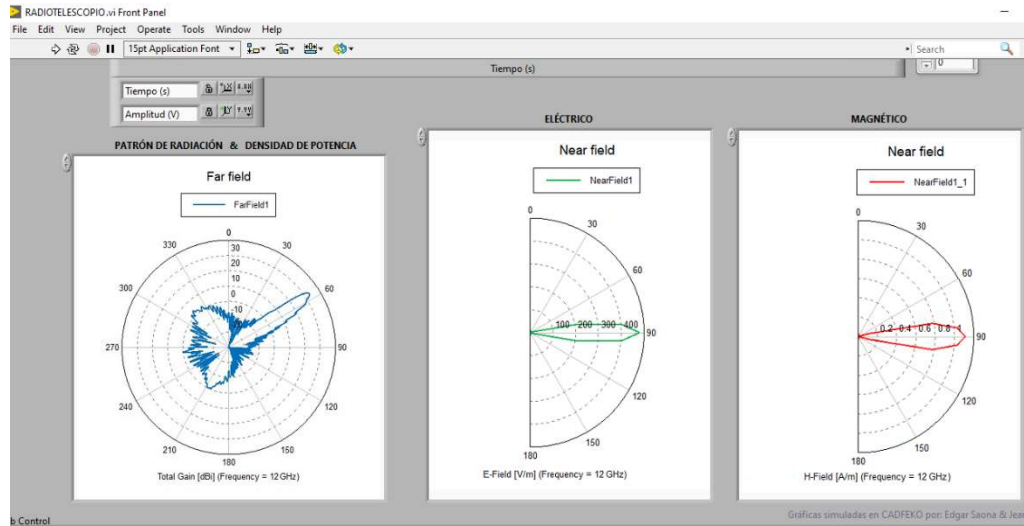 RADIOTELESCOPIO.vi Front Panel
File Edit View Project Operate Tools Window Help
15pt Application Font
Search
Tiempo (s)
0
Tiempo (s)
Amplitud (V)
PATRÓN DE RADIACIÓN & DENSIDAD DE POTENCIA
ELÉCTRICO
MAGNÉTICO
Far field
FarField1
0
30
60
90
120
150
180
210
240
270
300
330
30
20
10
0
-10
Total Gain [dBi] (Frequency = 12 GHz)
Near field
NearField1
0
30
60
90
120
150
180
100 200 300 400
E-Field [V/m] (Frequency = 12 GHz)
Near field
NearField1_1
0
30
60
90
120
150
180
0.2 0.4 0.6 0.8 1
H-Field [A/m] (Frequency = 12 GHz)
b Control
Gráficas simuladas en CADFEKO por: Edgar Saona &